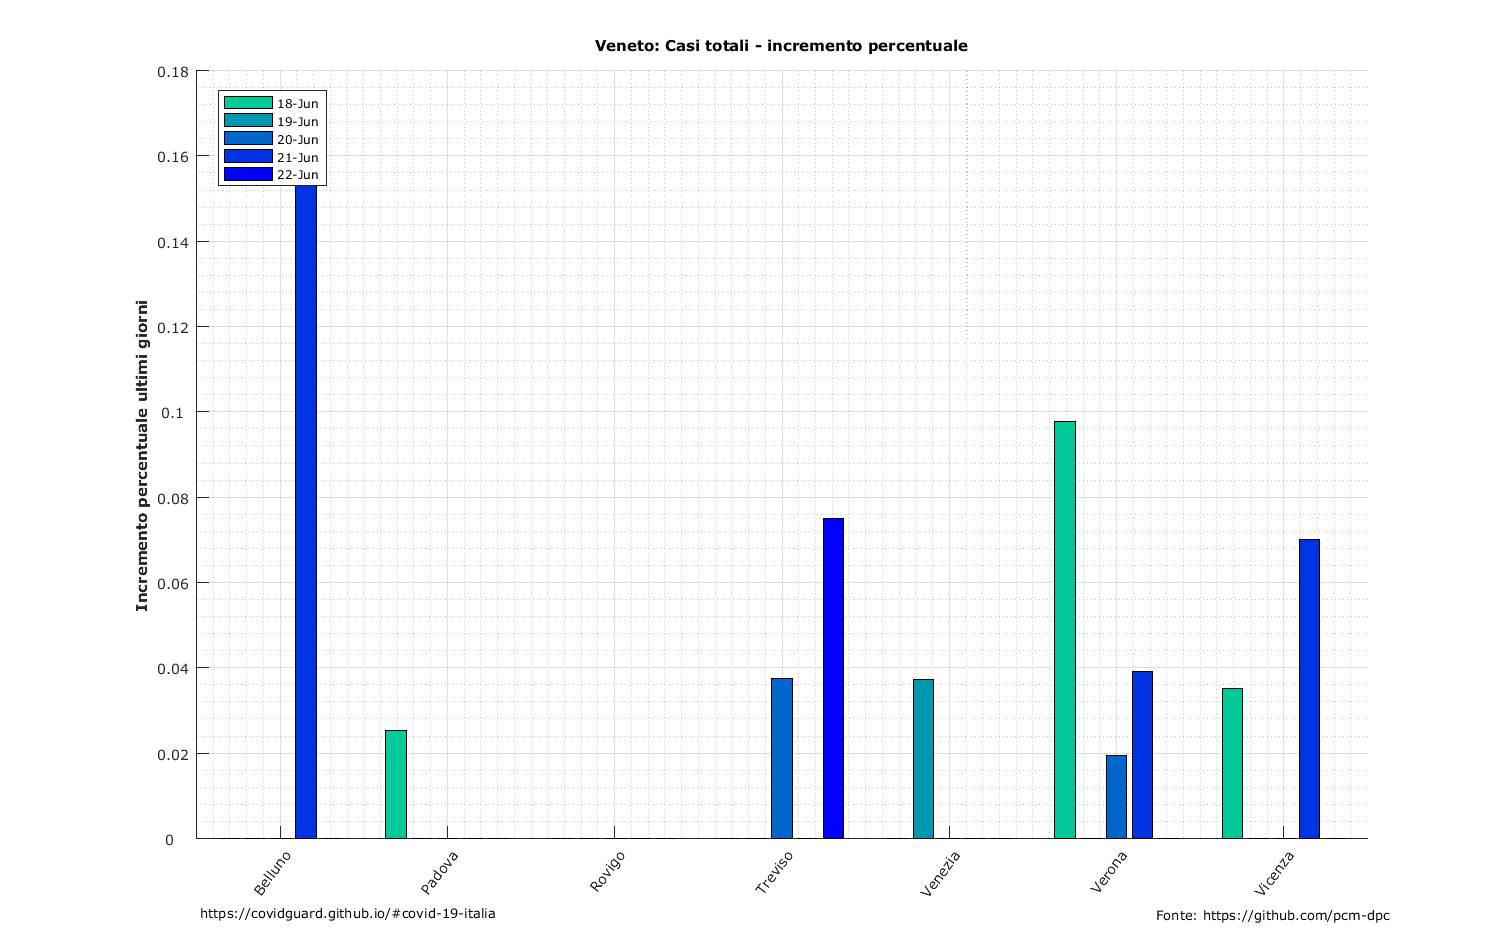 Veneto: Casi totali - incremento percentuale
0.18
0.16
0.14
0.12
0.1
0.08
0.06
0.04
0.02
0
Incremento percentuale ultimi giorni
18-Jun
19-Jun
20-Jun
21-Jun
22-Jun
Belluno
Padova
Rovigo
Treviso
Venezia
Verona
Vicenza
https://covidguard.github.io/#covid-19-italia
Fonte: https://github.com/pcm-dpc